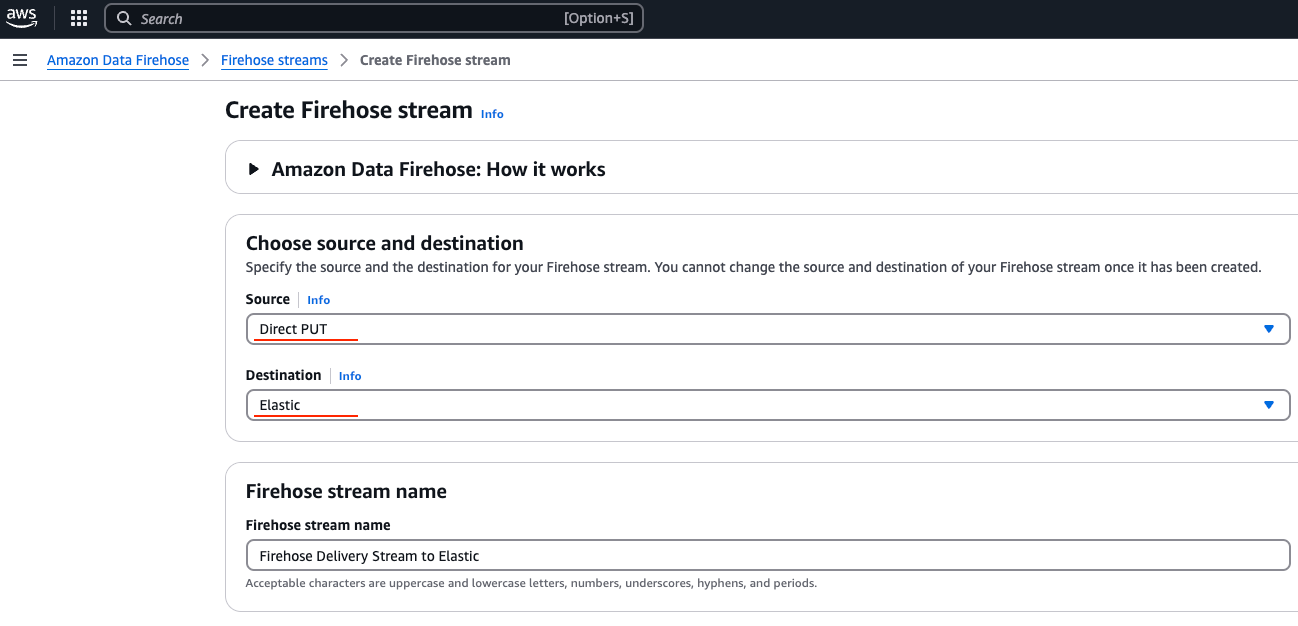 aws
Search [Option+S]
Amazon Data Firehose > Firehose streams > Create Firehose stream
Create Firehose stream Info
Amazon Data Firehose: How it works
Choose source and destination
Specify the source and the destination for your Firehose stream. You cannot change the source and destination of your Firehose stream once it has been created.
Source Info
Direct PUT
Destination Info
Elastic
Firehose stream name
Firehose stream name
Firehose Delivery Stream to Elastic
Acceptable characters are uppercase and lowercase letters, numbers, underscores, hyphens, and periods.